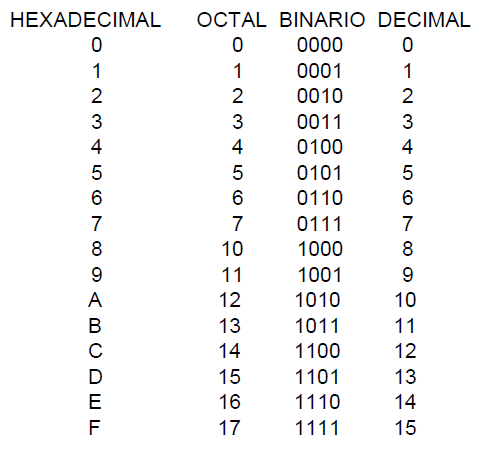 HEXADECIMAL OCTAL BINARIO DECIMAL
0 0 0000 0
1 1 0001 1
2 2 0010 2
3 3 0011 3
4 4 0100 4
5 5 0101 5
6 6 0110 6
7 7 0111 7
8 10 1000 8
9 11 1001 9
A 12 1010 10
B 13 1011 11
C 14 1100 12
D 15 1101 13
E 16 1110 14
F 17 1111 15